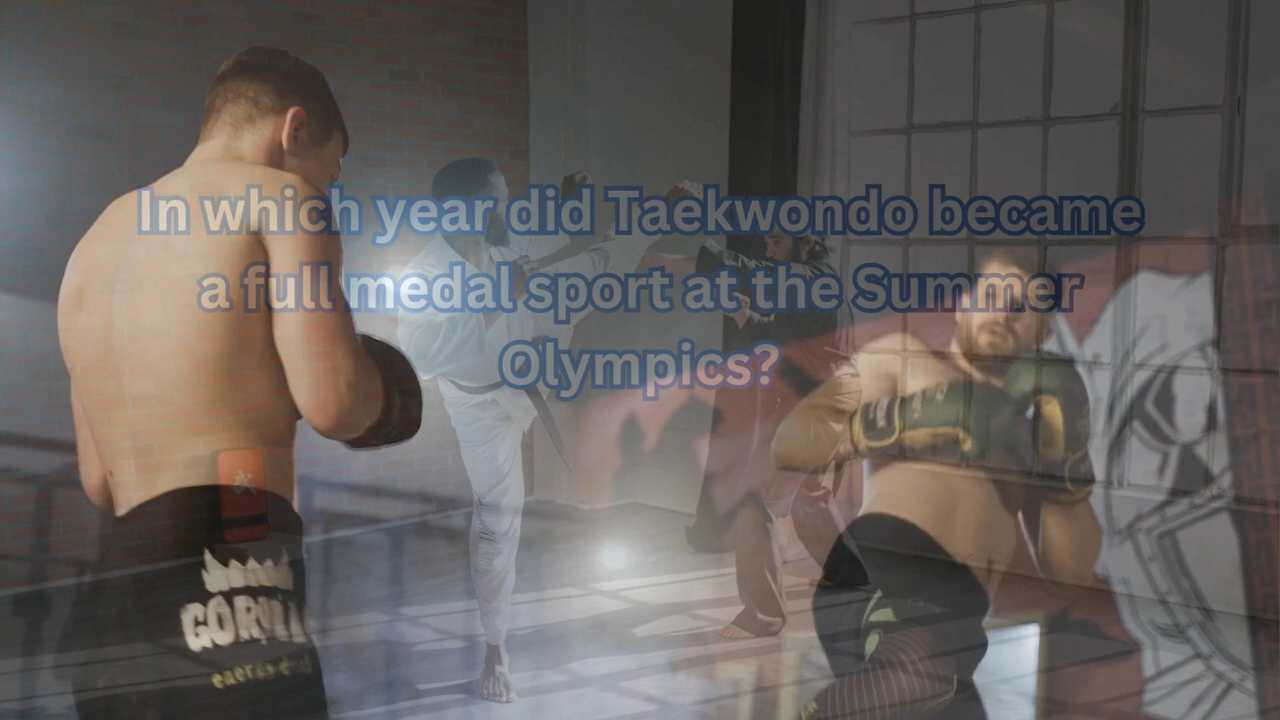 In which year did Taekwondo became
a full medal sport at the Summer
Olympics?